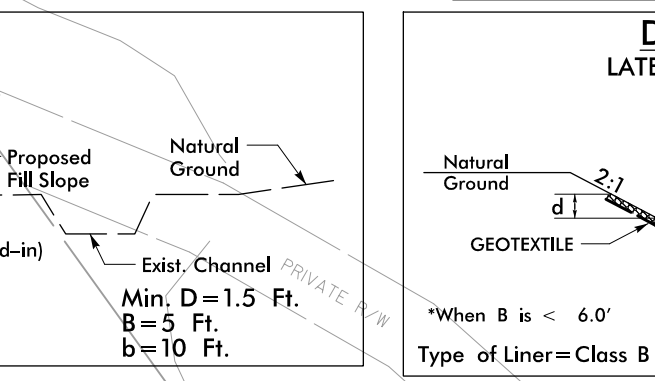 Proposed
Fill Slope
Natural
Ground
d-in)
Exist. Channel
Min. D=1.5 Ft.
B=5 Ft.
b=10 Ft.
PRIVATE R/W
D
LATE
Natural
Ground
2:1
d
GEOTEXTILE
*When B is < 6.0'
Type of Liner=Class B